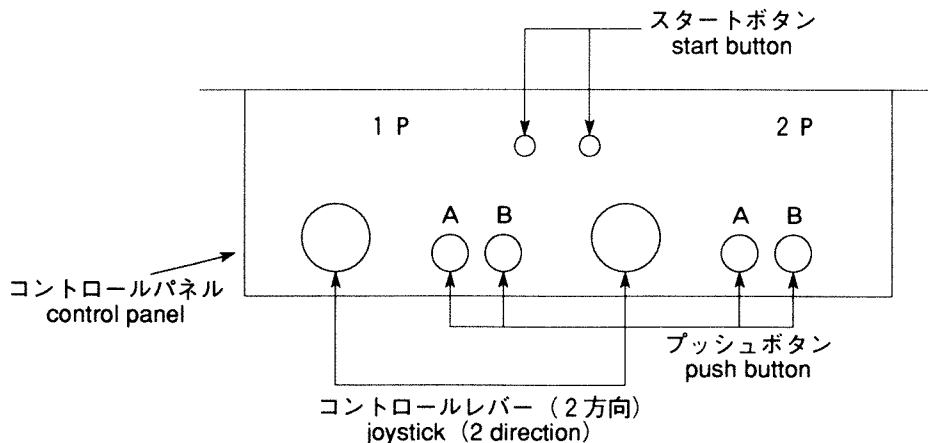 スタートボタン
start button
1 P
2 P
A
B
A
B
コントロールパネル
control panel
プッシュボタン
push button
コントロールレバー（2方向）
joystick（2 direction）